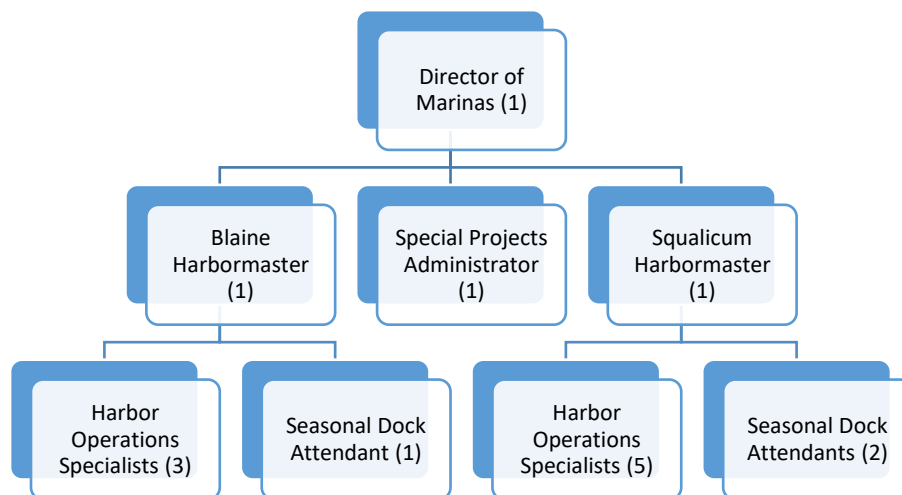 Director of
Marinas (1)
Blaine
Harbormaster
(1)
Special Projects
Administrator
(1)
Squalicum
Harbormaster
(1)
Harbor
Operations
Specialists (3)
Seasonal Dock
Attendant (1)
Harbor
Operations
Specialists (5)
Seasonal Dock
Attendants (2)